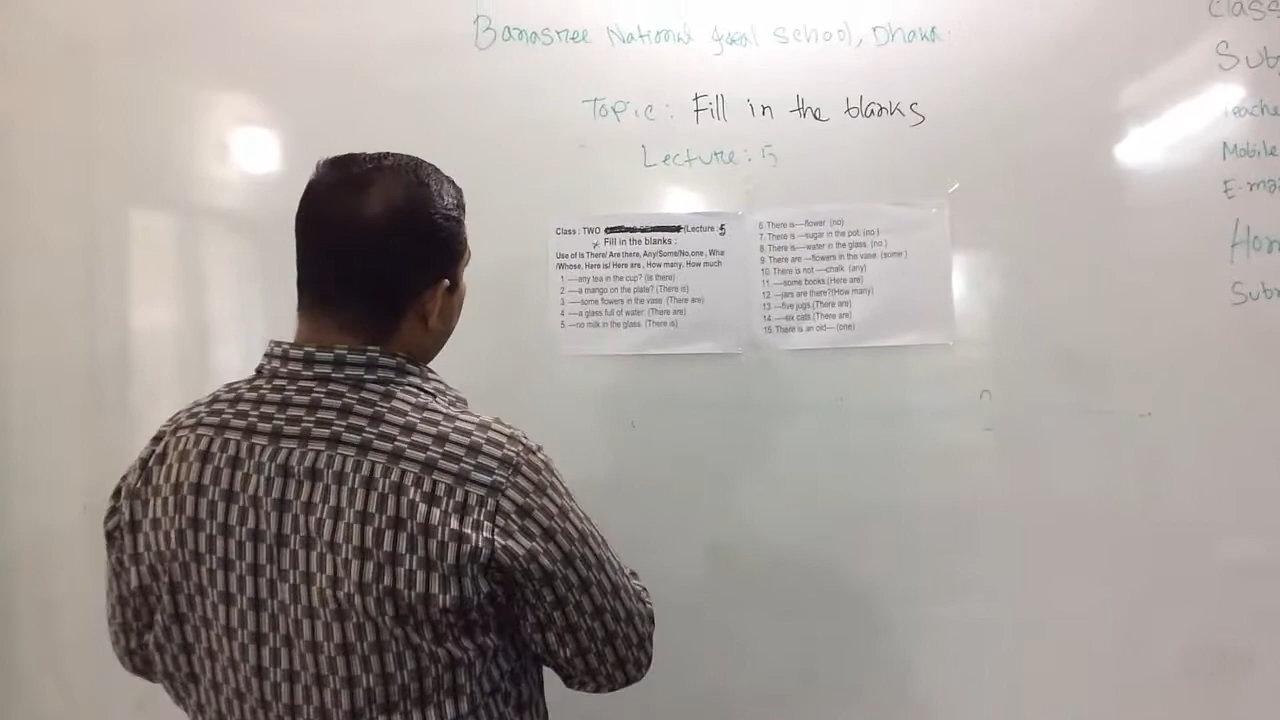 Banasree National Ideal School, Dhaka
Topic: Fill in the blanks
Lecture: 5
Class : TWO (Lecture : 5
Fill in the blanks :
Use of Is There/ Are there, Any/Some/No,one , Wha
/Whose, Here is/ Here are , How many, How much
1. ----any tea in the cup? (Is there)
2. ---a mango on the plate? (There is)
3. ----some flowers in the vase. (There are)
4. ----a glass full of water. (There are)
5. ---no milk in the glass. (There is)
6. There is----flower. (no)
7. There is ---sugar in the pot. (no )
8. There is----water in the glass. (no )
9. There are ---flowers in the vase. (some )
10. There is not ----chalk. (any)
11. ----some books.(Here are)
12. ---jars are there?(How many)
13. ---five jugs.(There are)
14. ----six cats.(There are)
15. There is an old--- (one)
Class
Sub
Teache
Mobile
E-mai
Hom
Sub